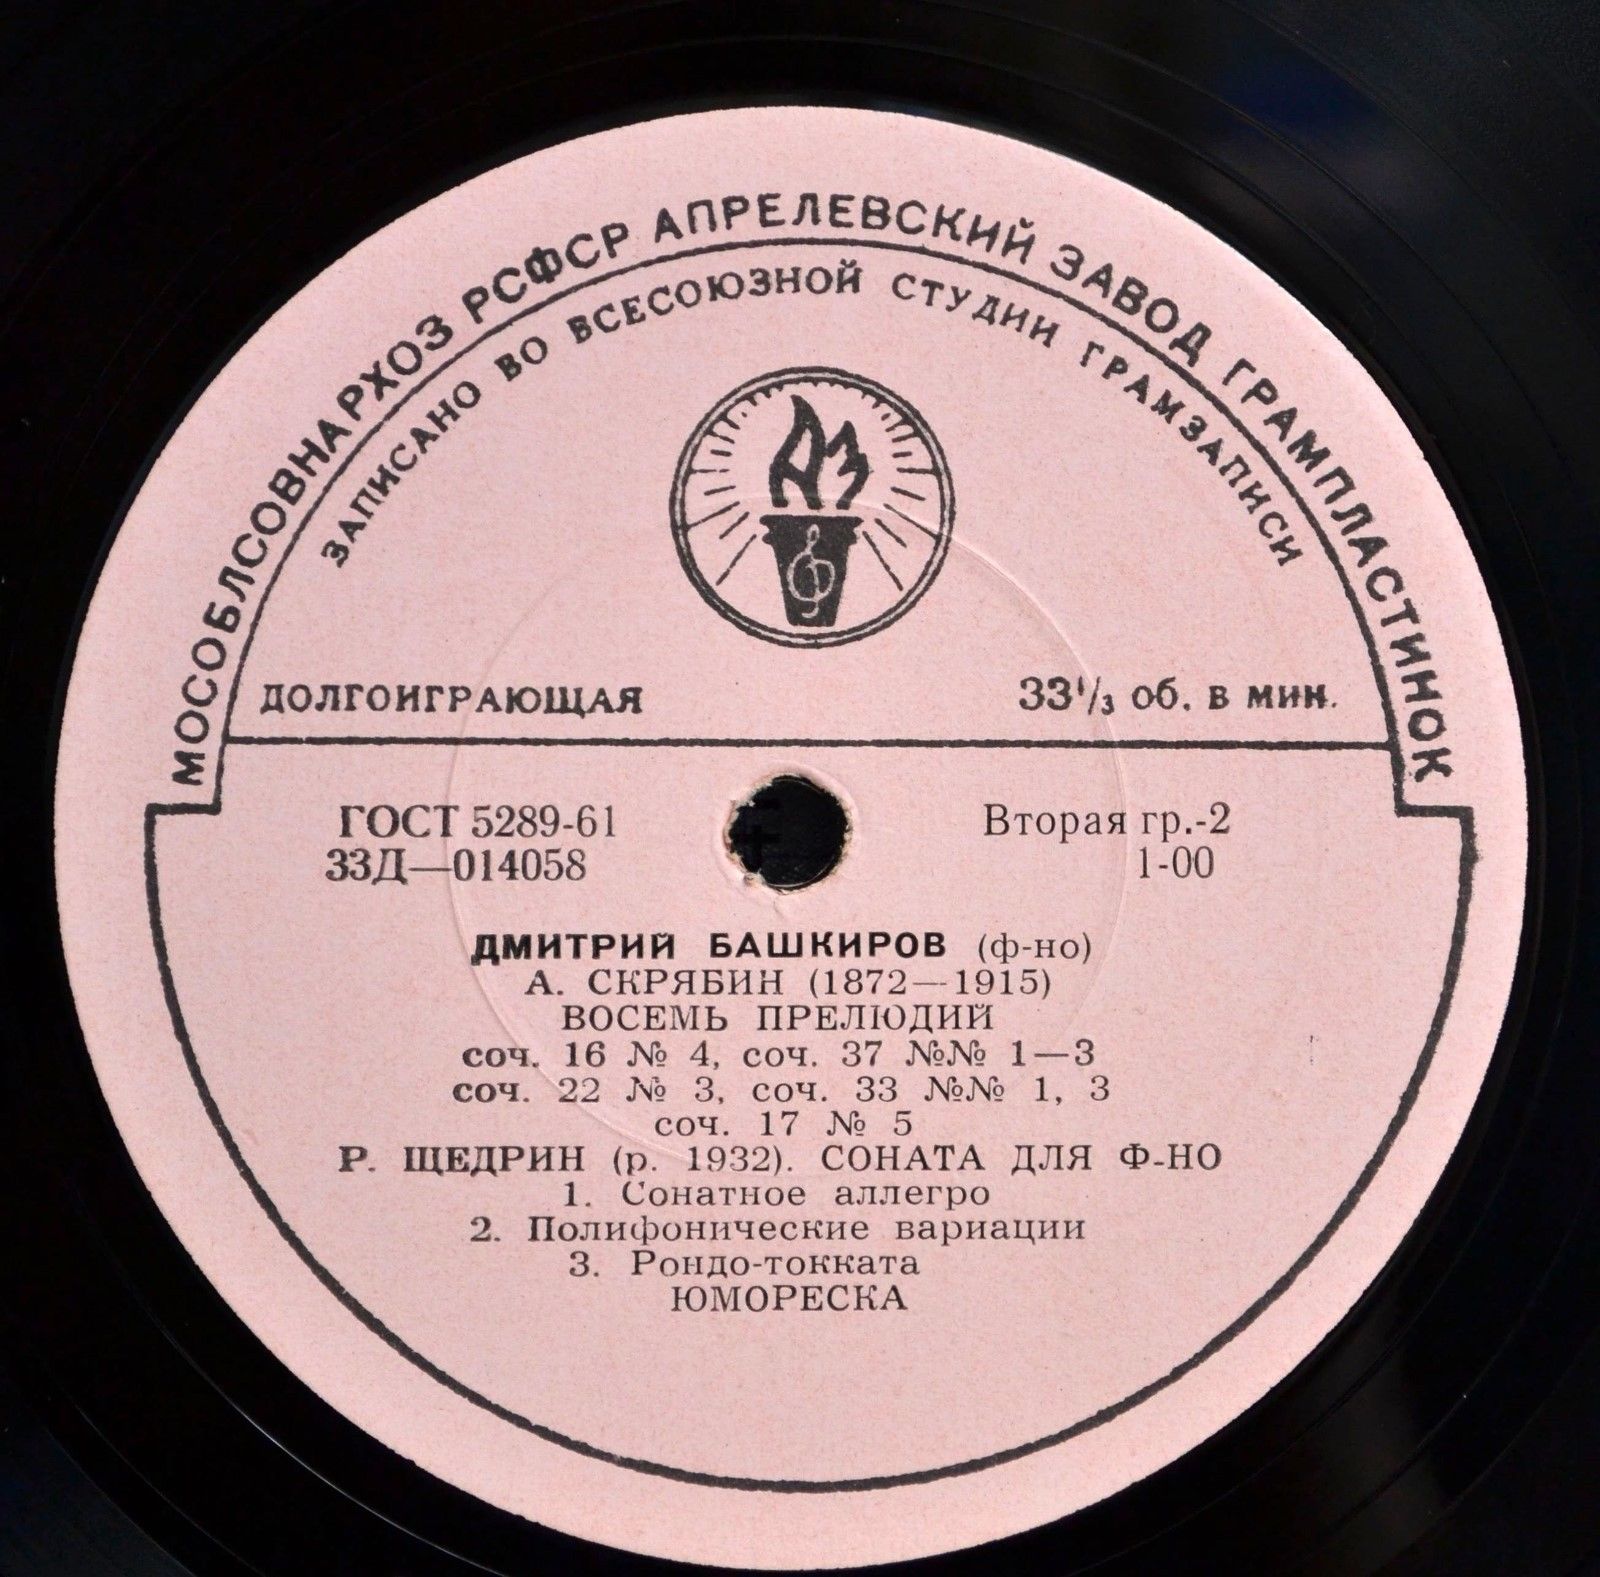 МОСОБЛСОВНАРХОЗ РСФСР АПРЕЛЕВСКИЙ ЗАВОД ГРАМПЛАСТИНОК
ЗАПИСАНО ВО ВСЕСОЮЗНОЙ СТУДИИ ГРАМЗАПИСИ
АЗ
ДОЛГОИГРАЮЩАЯ 33⅓ об. в мин.
ГОСТ 5289-61 Вторая гр.-2
33Д—014058 1-00
ДМИТРИЙ БАШКИРОВ (ф-но)
А. СКРЯБИН (1872—1915)
ВОСЕМЬ ПРЕЛЮДИЙ
соч. 16 № 4, соч. 37 №№ 1—3
соч. 22 № 3, соч. 33 №№ 1, 3
соч. 17 № 5
Р. ЩЕДРИН (р. 1932). СОНАТА ДЛЯ Ф-НО
1. Сонатное аллегро
2. Полифонические вариации
3. Рондо-токката
ЮМОРЕСКА